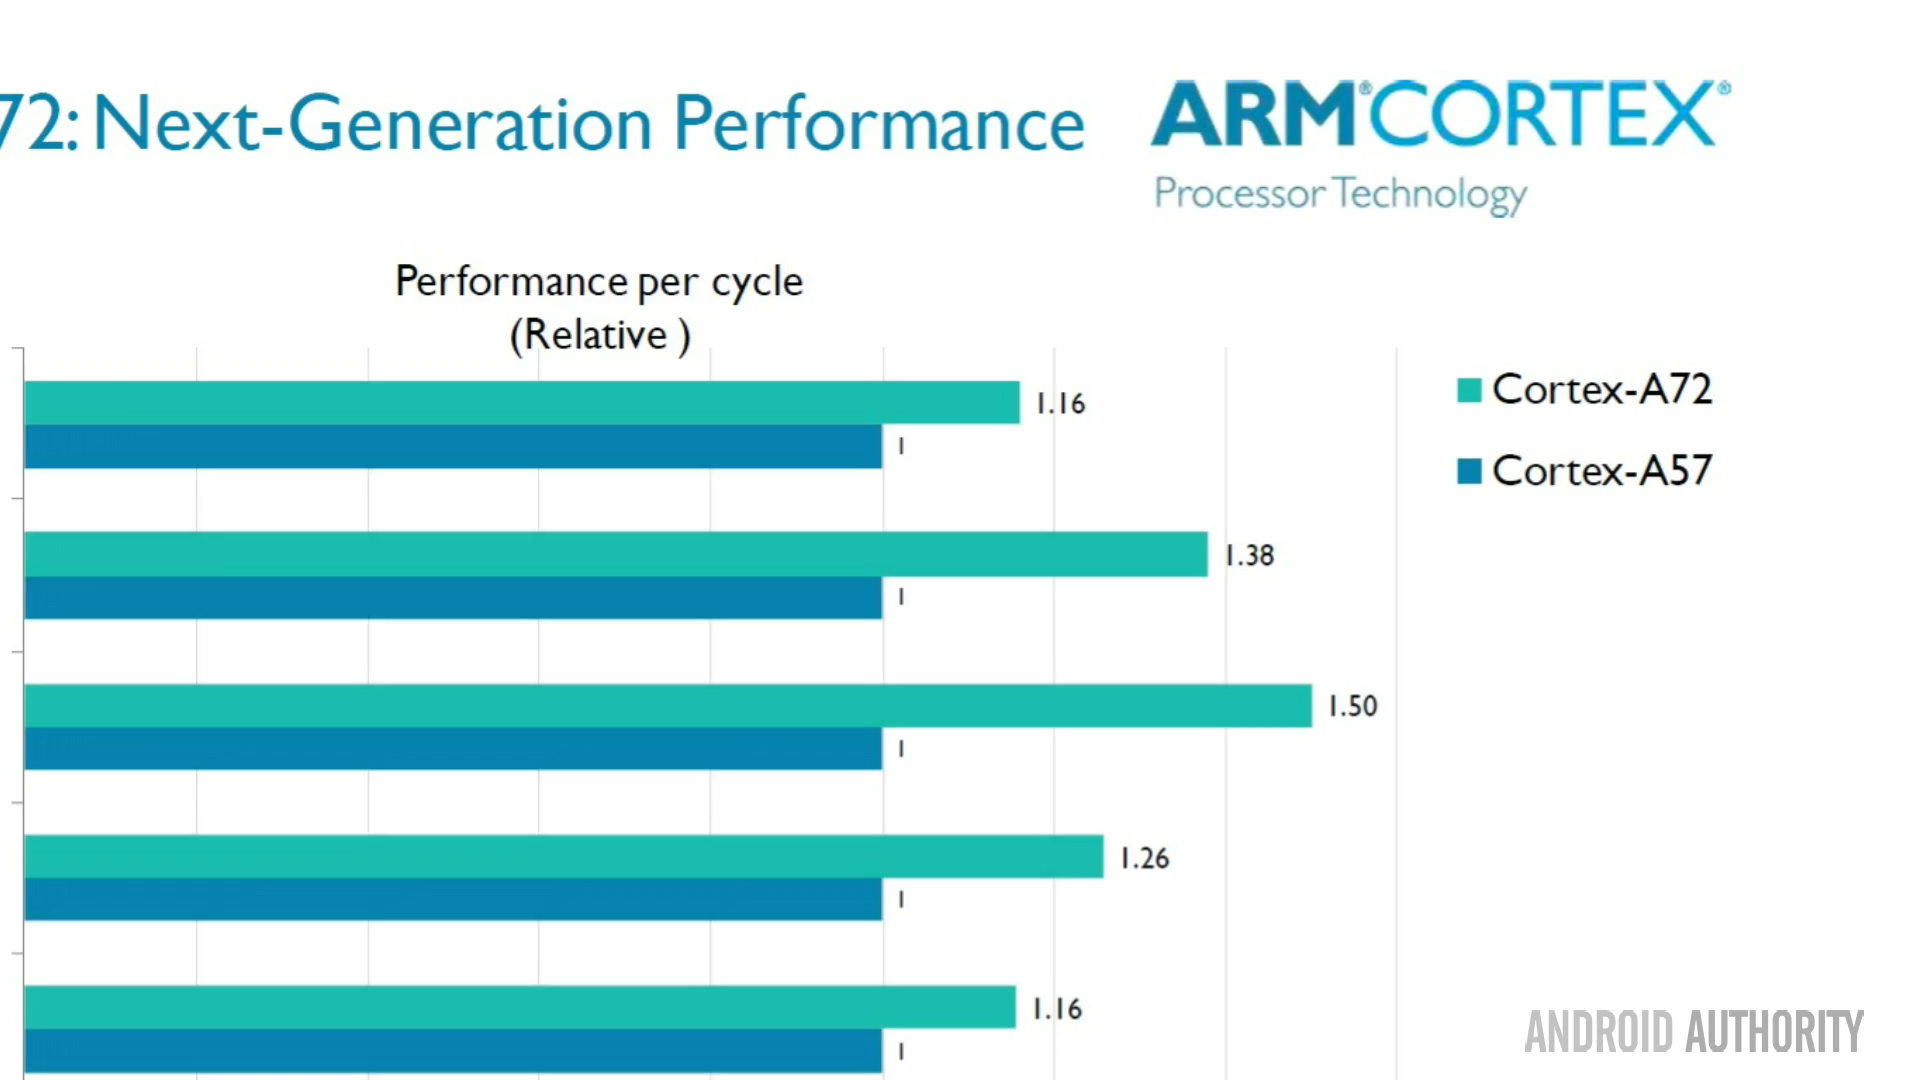 72: Next-Generation Performance
ARM®CORTEX®
Processor Technology
Performance per cycle
(Relative )
1.16
1
1.38
1
1.50
1
1.26
1
1.16
1
Cortex-A72
Cortex-A57
ANDROID AUTHORITY